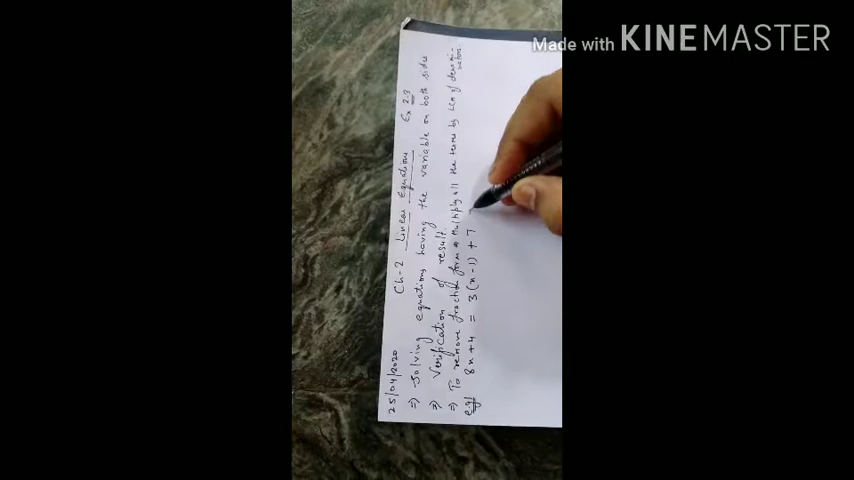 Made with KINEMASTER
25/04/2020 Ch-2 Linear Equations Ex 2.3
⇒ Solving equations having the variable on both sides
⇒ Verification of result.
⇒ To remove fraction form ⇒ Multiply all the terms by LCM of denominators.
e.g/ 8x+4 = 3(x-1) + 7